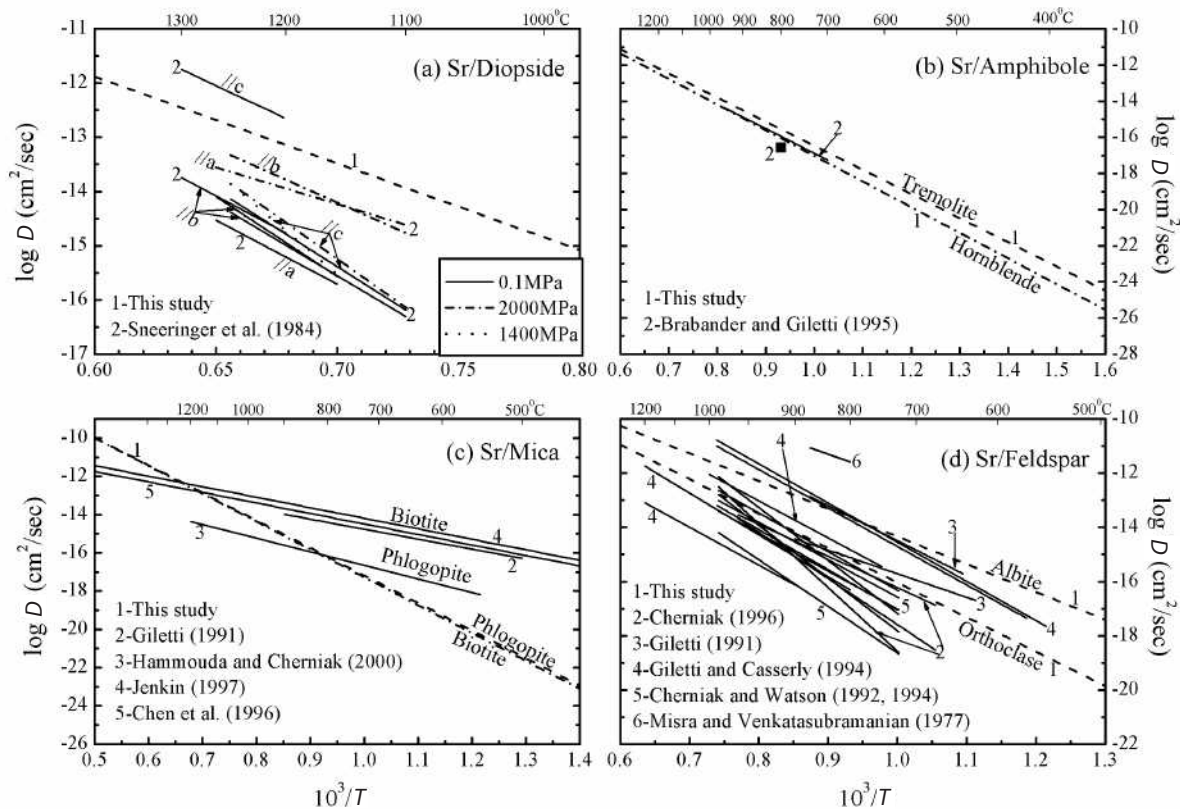 1300 1200 1100 1000°C
-11
-12
-13
-14
-15
-16
-17
0.60 0.65 0.70 0.75 0.80
log D (cm²/sec)
(a) Sr/Diopside
2
//c
1
//a
//b
2
2
//b
//c
2
//a
2
1-This study
2-Sneeringer et al. (1984)
0.1MPa
2000MPa
1400MPa
1200 1000 900 800 700 600 500 400°C
-10
-12
-14
-16
-18
-20
-22
-24
-26
-28
0.6 0.7 0.8 0.9 1.0 1.1 1.2 1.3 1.4 1.5 1.6
log D (cm²/sec)
(b) Sr/Amphibole
2
2
Tremolite
1
1
Hornblende
1-This study
2-Brabander and Giletti (1995)
1200 1000 800 700 600 500 400°C
-10
-12
-14
-16
-18
-20
-22
-24
-26
0.5 0.6 0.7 0.8 0.9 1.0 1.1 1.2 1.3 1.4
log D (cm²/sec)
10³/T
(c) Sr/Mica
1
5
Biotite
4
2
3
Phlogopite
Phlogopite
Biotite
1-This study
2-Giletti (1991)
3-Hammouda and Cherniak (2000)
4-Jenkin (1997)
5-Chen et al. (1996)
1200 1100 1000 900 800 700 600 500°C
-10
-12
-14
-16
-18
-20
-22
0.6 0.7 0.8 0.9 1.0 1.1 1.2 1.3
log D (cm²/sec)
10³/T
(d) Sr/Feldspar
4
6
4
4
3
Albite
1
5
3
4
5
2
Orthoclase
1
1-This study
2-Cherniak (1996)
3-Giletti (1991)
4-Giletti and Casserly (1994)
5-Cherniak and Watson (1992, 1994)
6-Misra and Venkatasubramanian (1977)